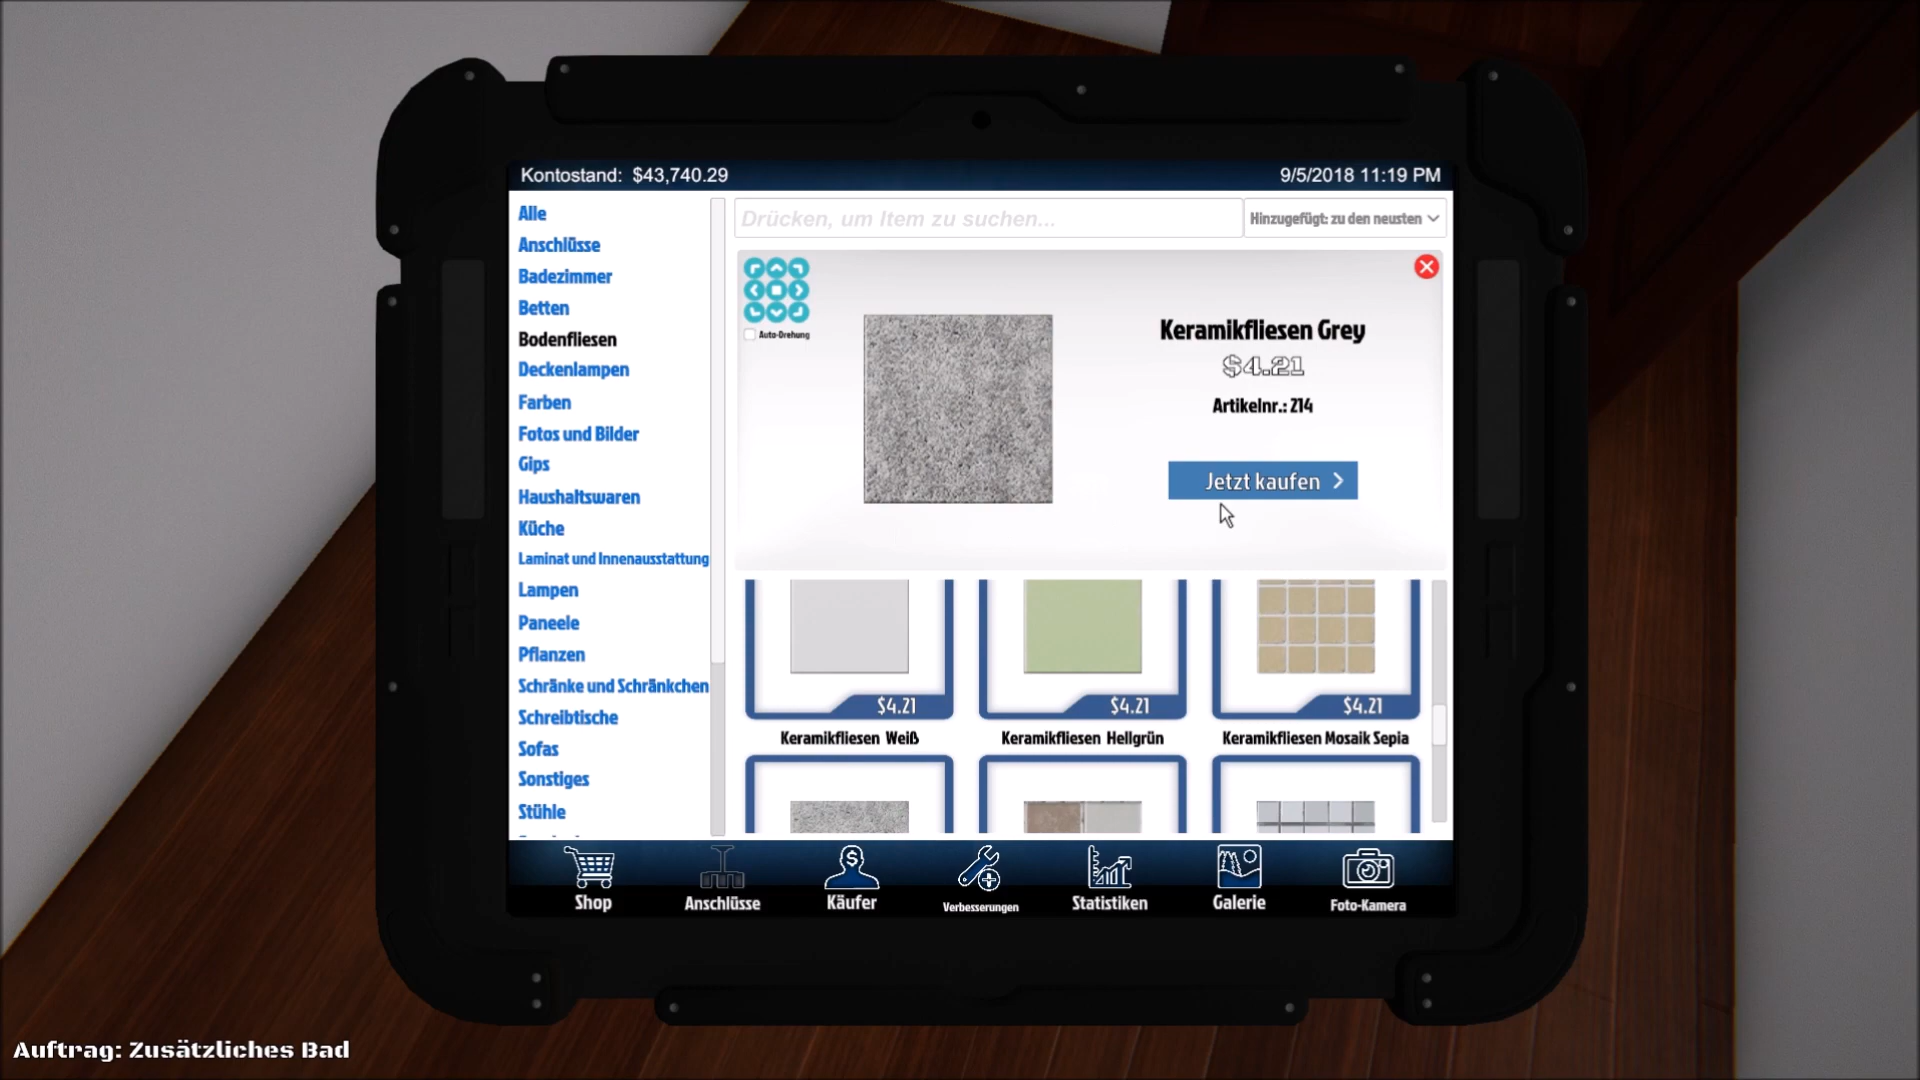 Kontostand: $43,740.29
9/5/2018 11:19 PM
Alle
Anschlüsse
Badezimmer
Betten
Bodenfliesen
Deckenlampen
Farben
Fotos und Bilder
Gips
Haushaltswaren
Küche
Laminat und Innenausstattung
Lampen
Paneele
Pflanzen
Schränke und Schränkchen
Schreibtische
Sofas
Sonstiges
Stühle
Drücken, um Item zu suchen...
Hinzugefügt: zu den neusten
Auto-Drehung
Keramikfliesen Grey
$4.21
Artikelnr.: 214
Jetzt kaufen
$4.21
$4.21
$4.21
Keramikfliesen Weiß
Keramikfliesen Hellgrün
Keramikfliesen Mosaik Sepia
Shop
Anschlüsse
Käufer
Verbesserungen
Statistiken
Galerie
Foto-Kamera
Auftrag: Zusätzliches Bad